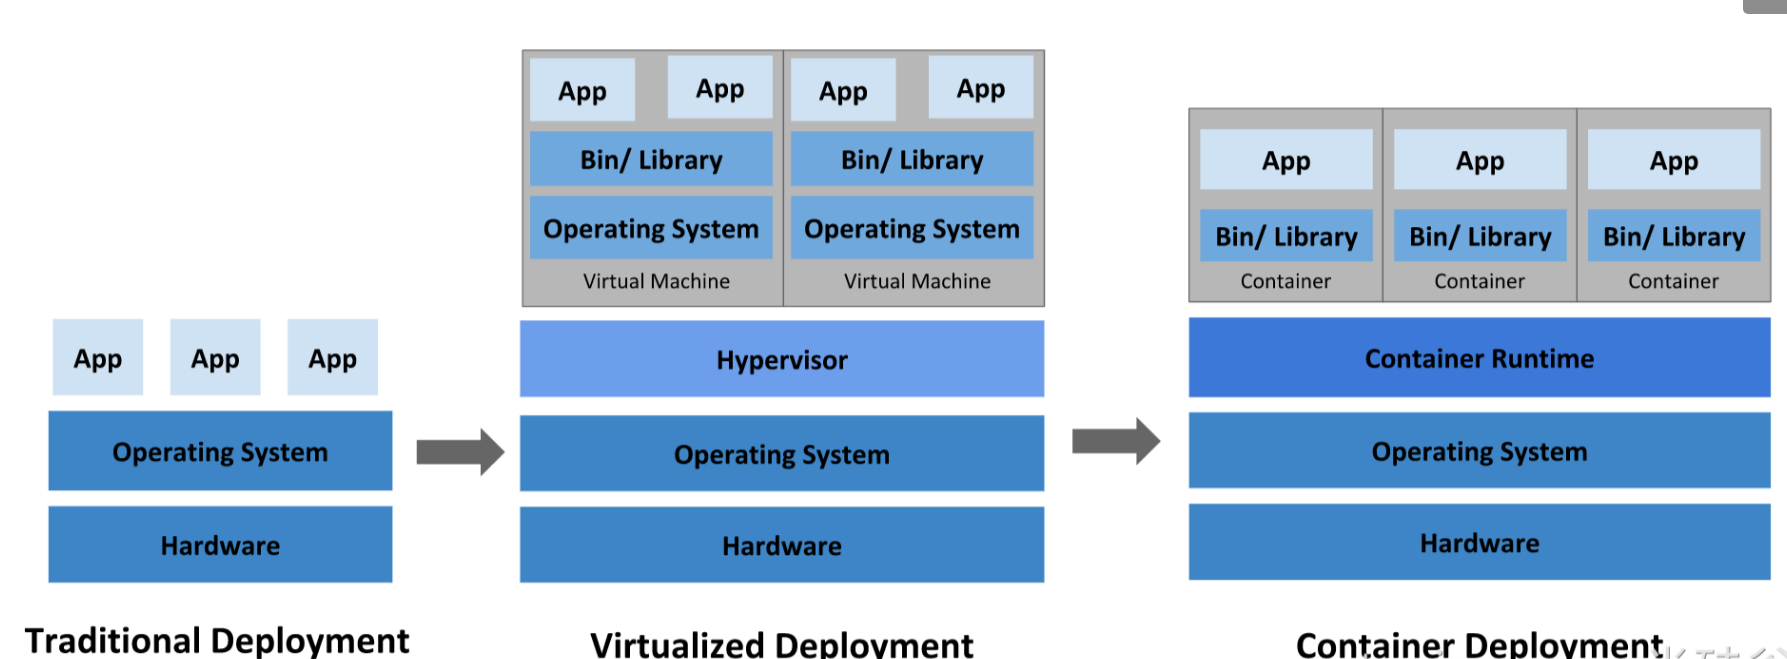 App
App
App
Operating System
Hardware
Traditional Deployment
App
App
Bin/ Library
Operating System
Virtual Machine
App
App
Bin/ Library
Operating System
Virtual Machine
Hypervisor
Operating System
Hardware
Virtualized Deployment
App
Bin/ Library
Container
App
Bin/ Library
Container
App
Bin/ Library
Container
Container Runtime
Operating System
Hardware
Container Deployment